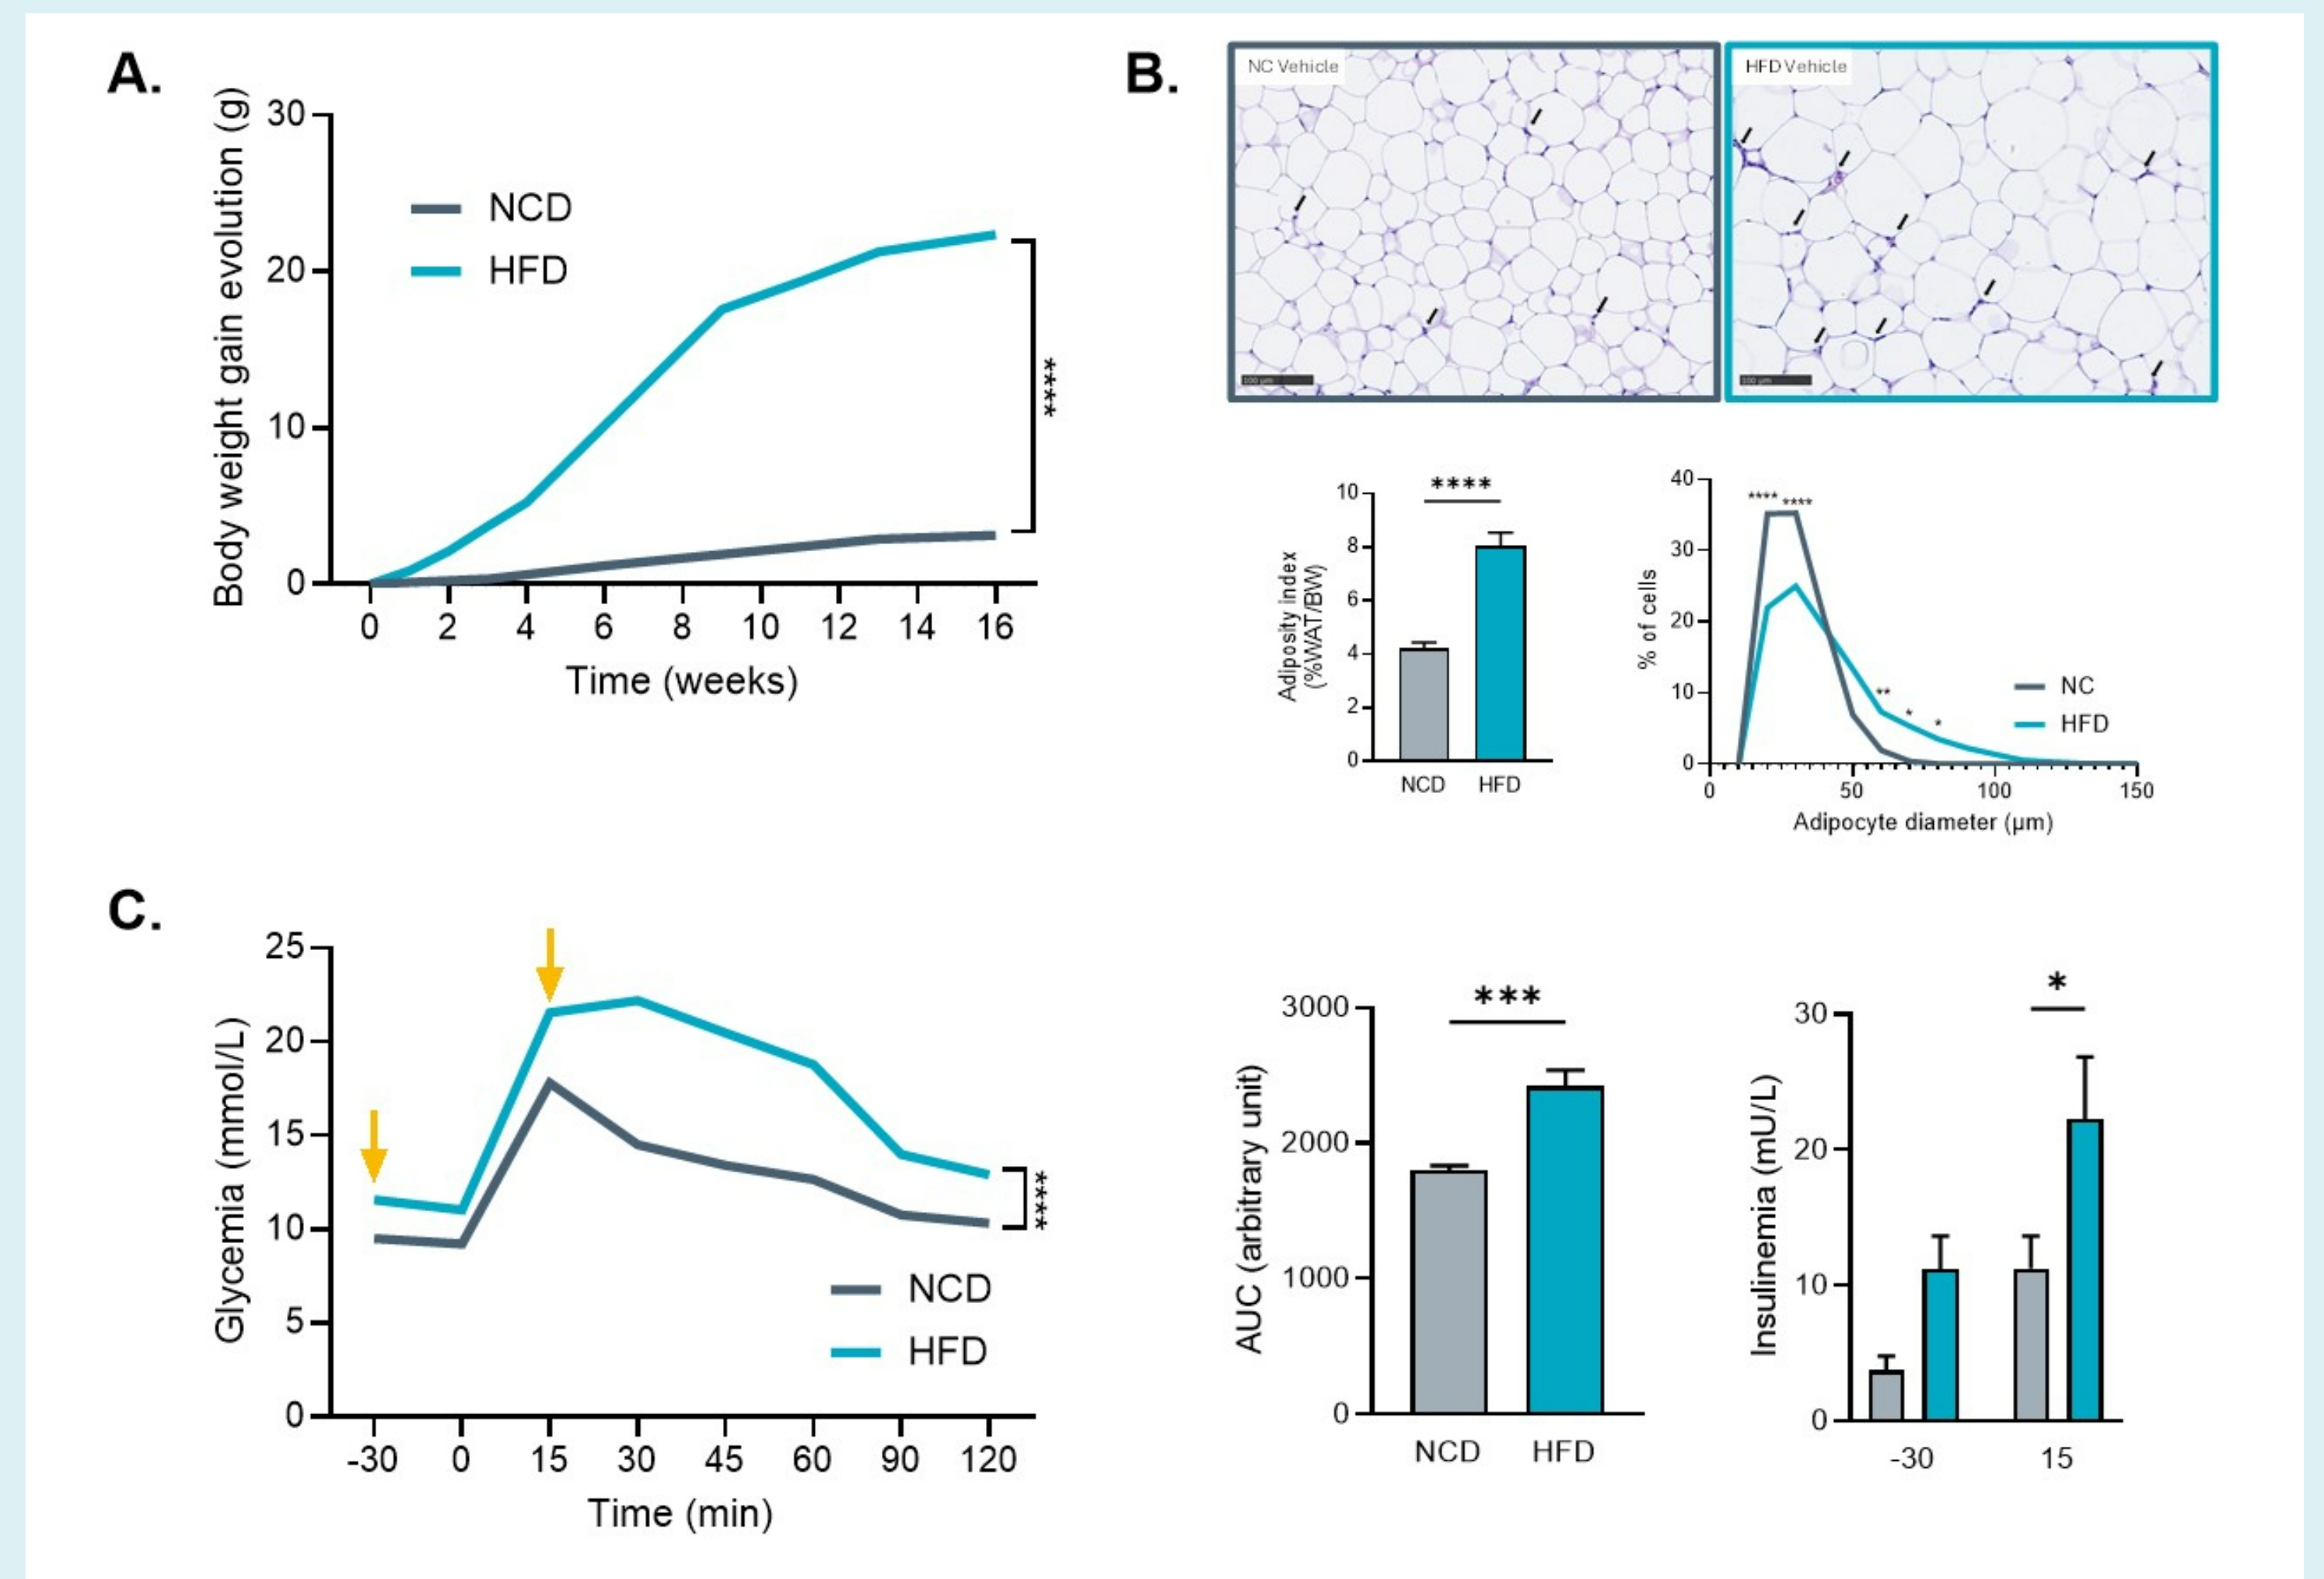 A.
Body weight gain evolution (g)
30
20
10
0
NCD
HFD
****
0 2 4 6 8 10 12 14 16
Time (weeks)
B.
NC Vehicle
100 µm
HFD Vehicle
100 µm
Adiposity index
(%WAT/BW)
10
8
6
4
2
0
****
NCD HFD
% of cells
40
30
20
10
0
**** ****
** * *
NC
HFD
0 50 100 150
Adipocyte diameter (µm)
C.
Glycemia (mmol/L)
25
20
15
10
5
0
****
NCD
HFD
-30 0 15 30 45 60 90 120
Time (min)
AUC (arbitrary unit)
3000
2000
1000
0
***
NCD HFD
Insulinemia (mU/L)
30
20
10
0
*
-30 15